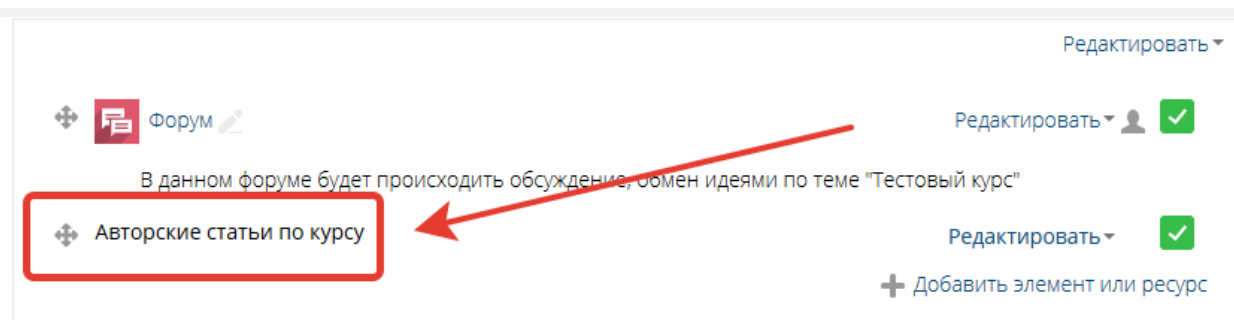 Редактировать
Форум Редактировать
В данном форуме будет происходить обсуждение, обмен идеями по теме "Тестовый курс"
Авторские статьи по курсу Редактировать
Добавить элемент или ресурс